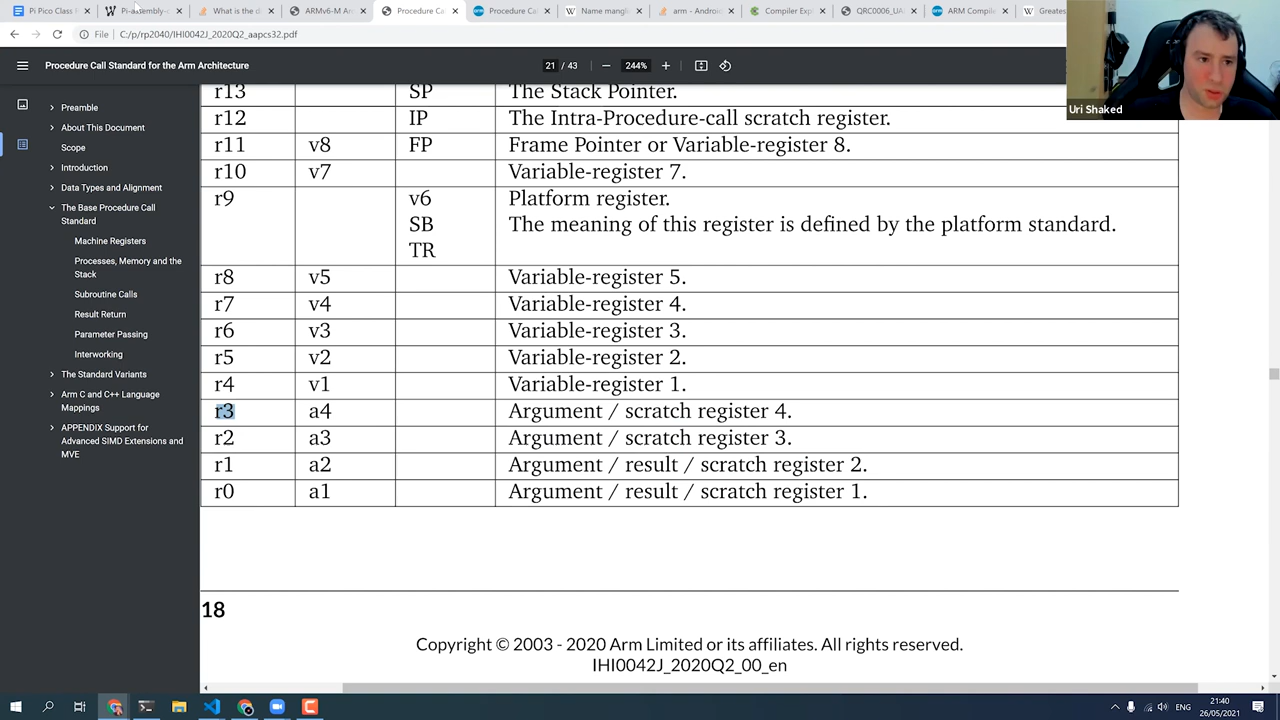 Pi Pico Class
Pi-assembly-
What is the d
ARMv6-M Ar
Procedure Cal
Procedure Cal
Name mangl
arm - Android
Compiler Exp
QRC0006_UA
ARM Compile
Greates
File C:/p/rp2040/IHI0042J_2020Q2_aapcs32.pdf
Procedure Call Standard for the Arm Architecture
21 / 43
244%
Uri Shaked
Preamble
About This Document
Scope
Introduction
Data Types and Alignment
The Base Procedure Call
Standard
Machine Registers
Processes, Memory and the
Stack
Subroutine Calls
Result Return
Parameter Passing
Interworking
The Standard Variants
Arm C and C++ Language
Mappings
APPENDIX Support for
Advanced SIMD Extensions and
MVE
r13 SP The Stack Pointer.
r12 IP The Intra-Procedure-call scratch register.
r11 v8 FP Frame Pointer or Variable-register 8.
r10 v7 Variable-register 7.
r9 v6 Platform register.
SB The meaning of this register is defined by the platform standard.
TR
r8 v5 Variable-register 5.
r7 v4 Variable-register 4.
r6 v3 Variable-register 3.
r5 v2 Variable-register 2.
r4 v1 Variable-register 1.
r3 a4 Argument / scratch register 4.
r2 a3 Argument / scratch register 3.
r1 a2 Argument / result / scratch register 2.
r0 a1 Argument / result / scratch register 1.
18
Copyright © 2003 - 2020 Arm Limited or its affiliates. All rights reserved.
IHI0042J_2020Q2_00_en
ENG
21:40
26/05/2021